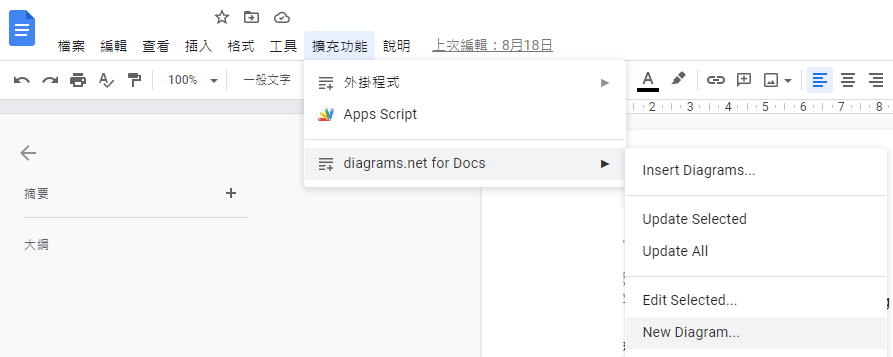 檔案 編輯 查看 插入 格式 工具 擴充功能 說明 上次編輯：8月18日
100% 一般文字 A
外掛程式
Apps Script
diagrams.net for Docs
2 3 4 5 6 7 8
摘要
大綱
Insert Diagrams...
Update Selected
Update All
Edit Selected...
New Diagram...